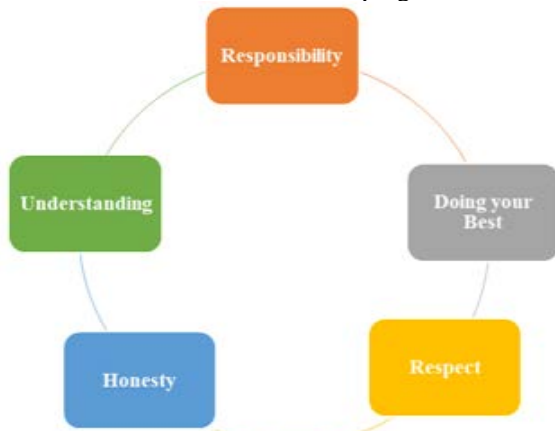 Responsibility
Doing your
Best
Respect
Honesty
Understanding